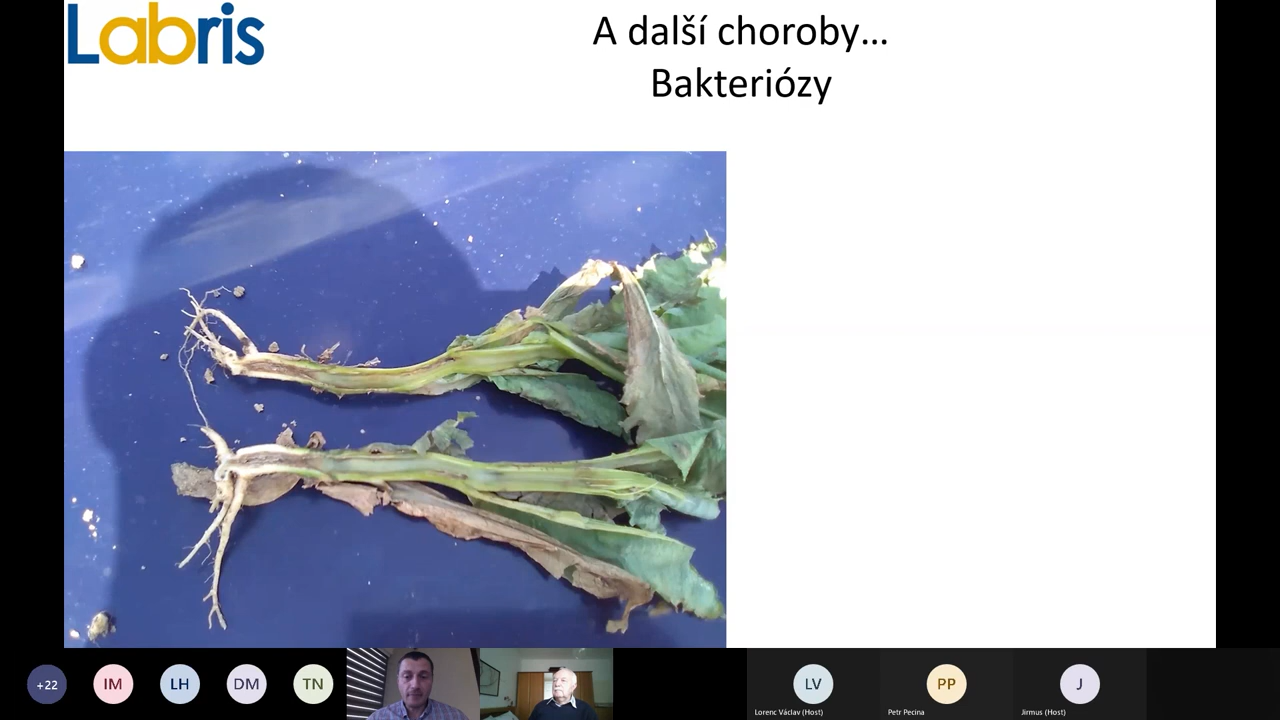 Labris
A další choroby…
Bakteriózy
+22
IM
LH
DM
TN
LV
PP
J
Lorenc Václav (Host)
Petr Pecina
Jirmus (Host)